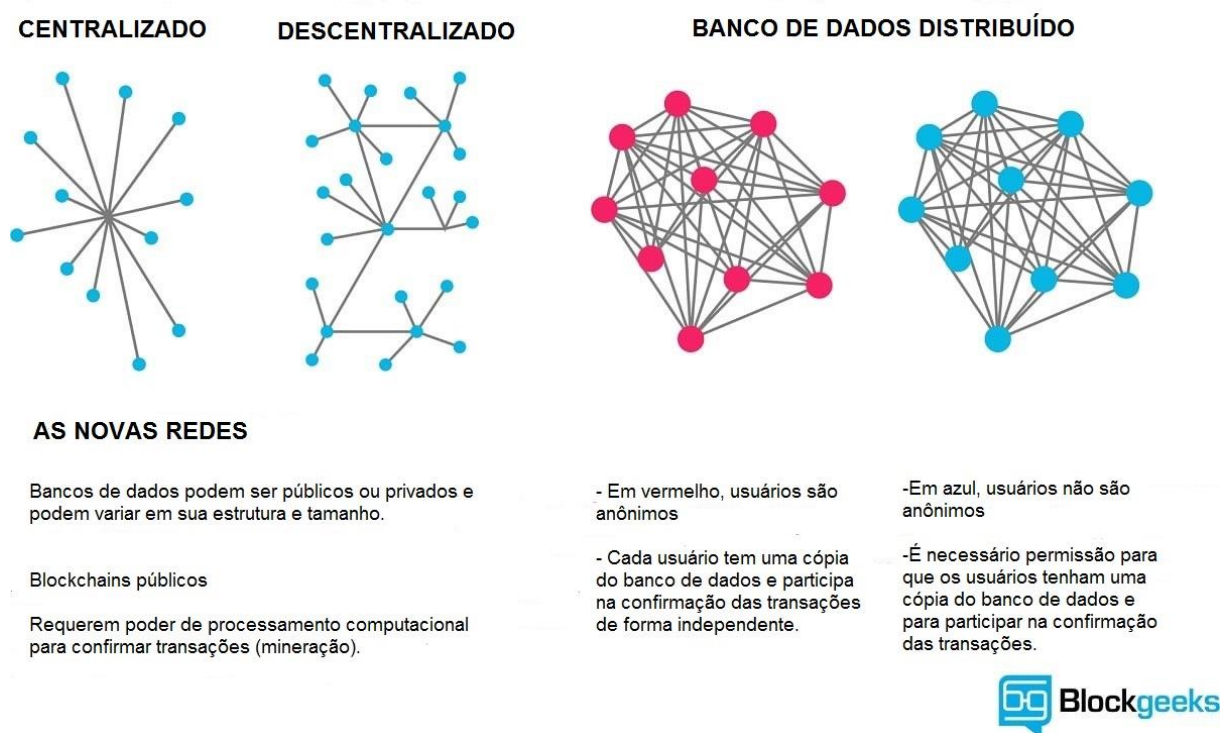 CENTRALIZADO
DESCENTRALIZADO
BANCO DE DADOS DISTRIBUÍDO
AS NOVAS REDES
Bancos de dados podem ser públicos ou privados e
podem variar em sua estrutura e tamanho.
Blockchains públicos
Requerem poder de processamento computacional
para confirmar transações (mineração).
- Em vermelho, usuários são
anônimos
- Cada usuário tem uma cópia
do banco de dados e participa
na confirmação das transações
de forma independente.
-Em azul, usuários não são
anônimos
-É necessário permissão para
que os usuários tenham uma
cópia do banco de dados e
para participar na confirmação
das transações.
Blockgeeks